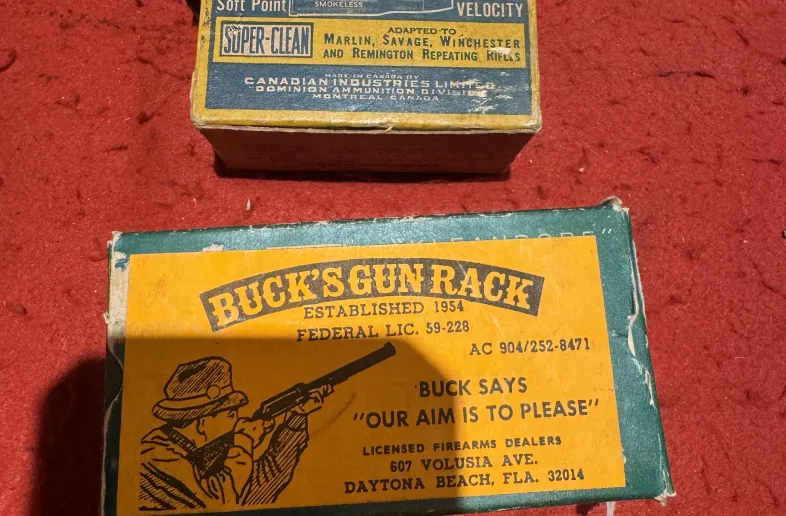 Soft Point
SMOKELESS
VELOCITY
SUPER-CLEAN
ADAPTED TO
MARLIN, SAVAGE, WINCHESTER
AND REMINGTON REPEATING RIFLES
MADE IN CANADA BY
CANADIAN INDUSTRIES LIMITED
"DOMINION AMMUNITION DIVISION"
MONTREAL, CANADA
BUCK'S GUN RACK
ESTABLISHED 1954
FEDERAL LIC. 59-228
AC 904/252-8471
BUCK SAYS
"OUR AIM IS TO PLEASE"
LICENSED FIREARMS DEALERS
607 VOLUSIA AVE.
DAYTONA BEACH, FLA. 32014